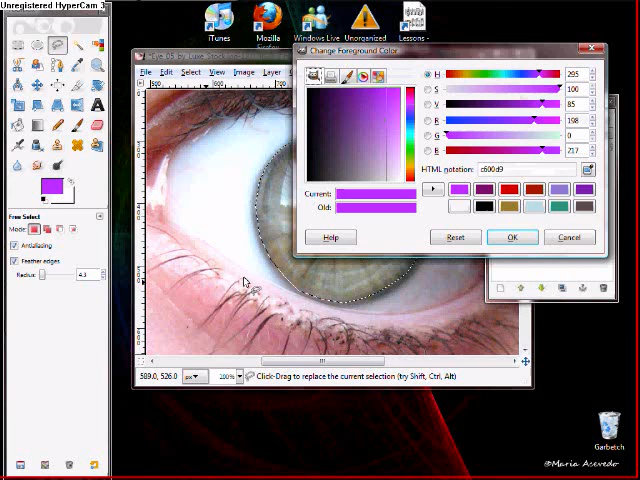 Unregistered HyperCam 3
iTunes
Mozilla
Firefox
Windows Live
Unorganized
Lessons -
Change Foreground Color
File
Edit
Select
View
Image
Layer
H
295
S
100
V
85
R
198
G
0
B
217
HTML notation:
c600d9
Current:
Old:
Help
Reset
OK
Cancel
Free Select
Mode:
Antialiasing
Feather edges
Radius:
4.3
589.0, 526.0
px
200%
Click-Drag to replace the current selection (try Shift, Ctrl, Alt)
Garbetch
©Maria Acevedo